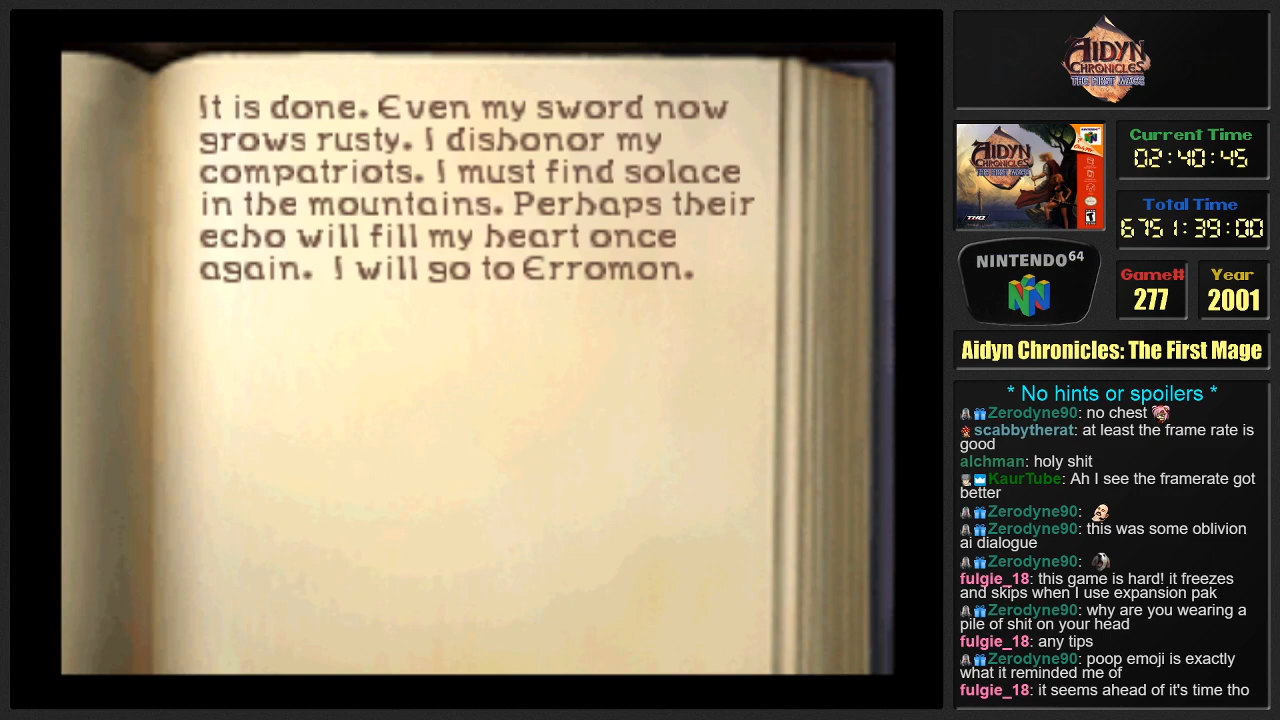 It is done. Even my sword now
grows rusty. I dishonor my
compatriots. I must find solace
in the mountains. Perhaps their
echo will fill my heart once
again. I will go to Erromon.
AIDYN
CHRONICLES
THE FIRST MAGE
AIDYN
CHRONICLES
THE FIRST MAGE
THQ
Current Time
02:40:45
Total Time
6751:39:00
NINTENDO64
Game#
277
Year
2001
Aidyn Chronicles: The First Mage
* No hints or spoilers *
Zerodyne90: no chest
scabbytherat: at least the frame rate is
good
alchman: holy shit
KaurTube: Ah I see the framerate got
better
Zerodyne90:
Zerodyne90: this was some oblivion
ai dialogue
Zerodyne90:
fulgie_18: this game is hard! it freezes
and skips when I use expansion pak
Zerodyne90: why are you wearing a
pile of shit on your head
fulgie_18: any tips
Zerodyne90: poop emoji is exactly
what it reminded me of
fulgie_18: it seems ahead of it's time tho